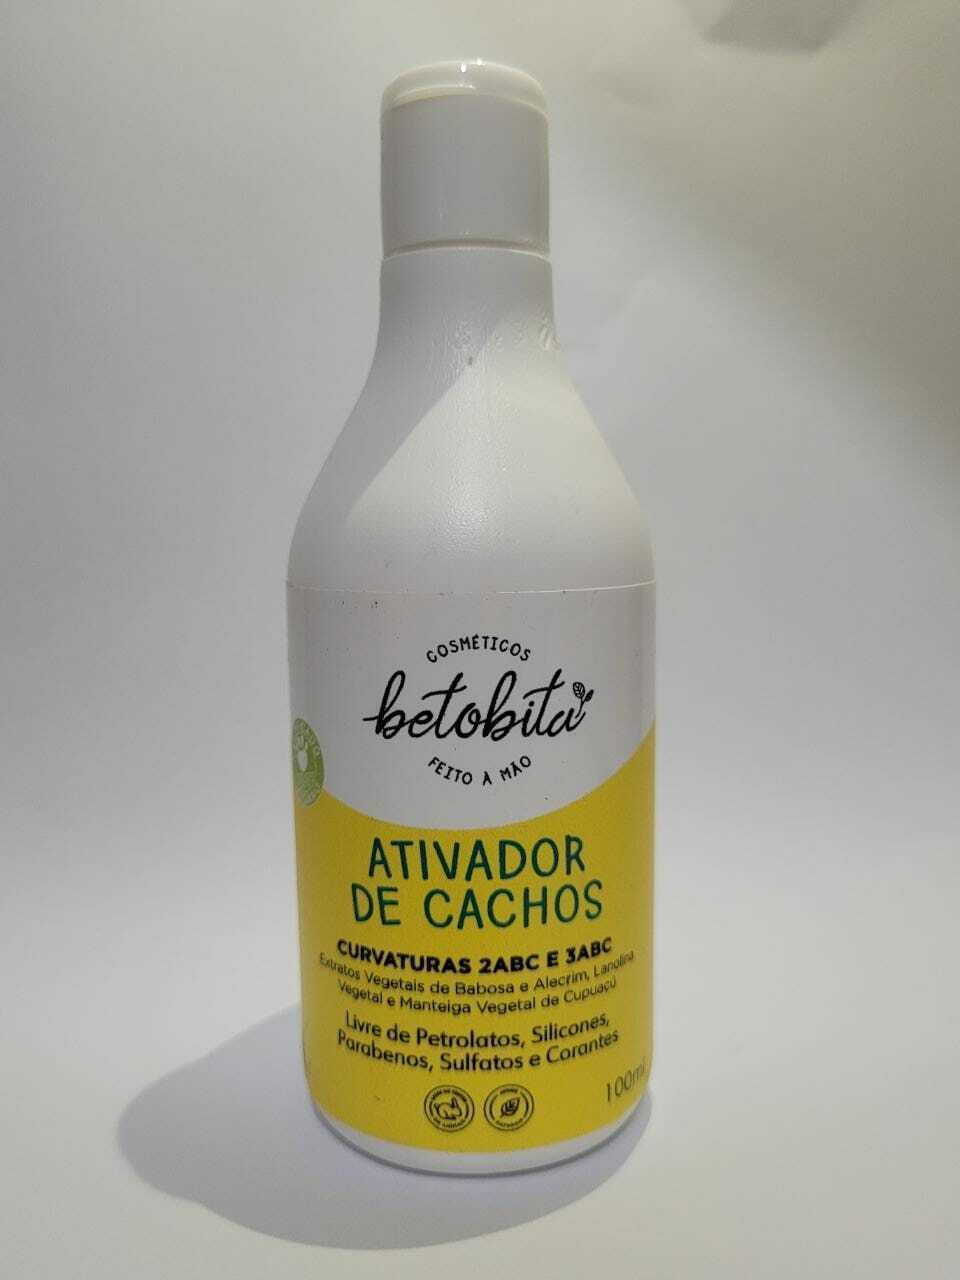 COSMÉTICOS
betobita
FEITO À MÃO
ATIVADOR
DE CACHOS
CURVATURAS 2ABC E 3ABC
Extratos Vegetais de Babosa e Alecrim, Lanolina
Vegetal e Manteiga Vegetal de Cupuaçú
Livre de Petrolatos, Silicones,
Parabenos, Sulfatos e Corantes
100ml